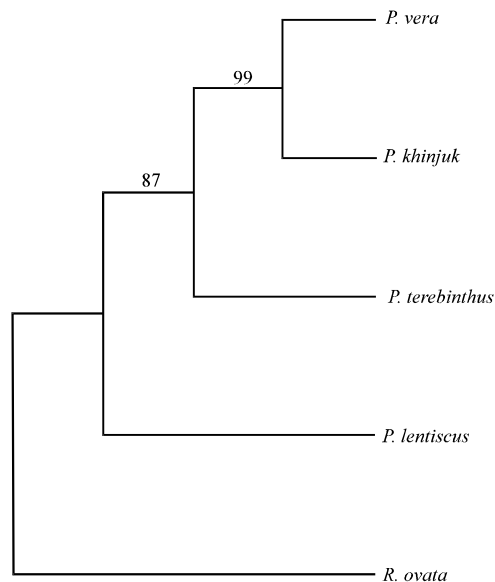 P. vera
99
P. khinjuk
87
P. terebinthus
P. lentiscus
R. ovata